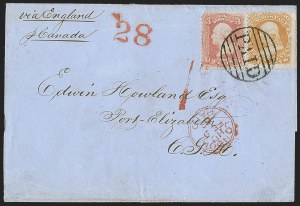 via England
& Canada
28
PAID
Edwin Howland Esq
Port-Elizabeth
C.G.H.